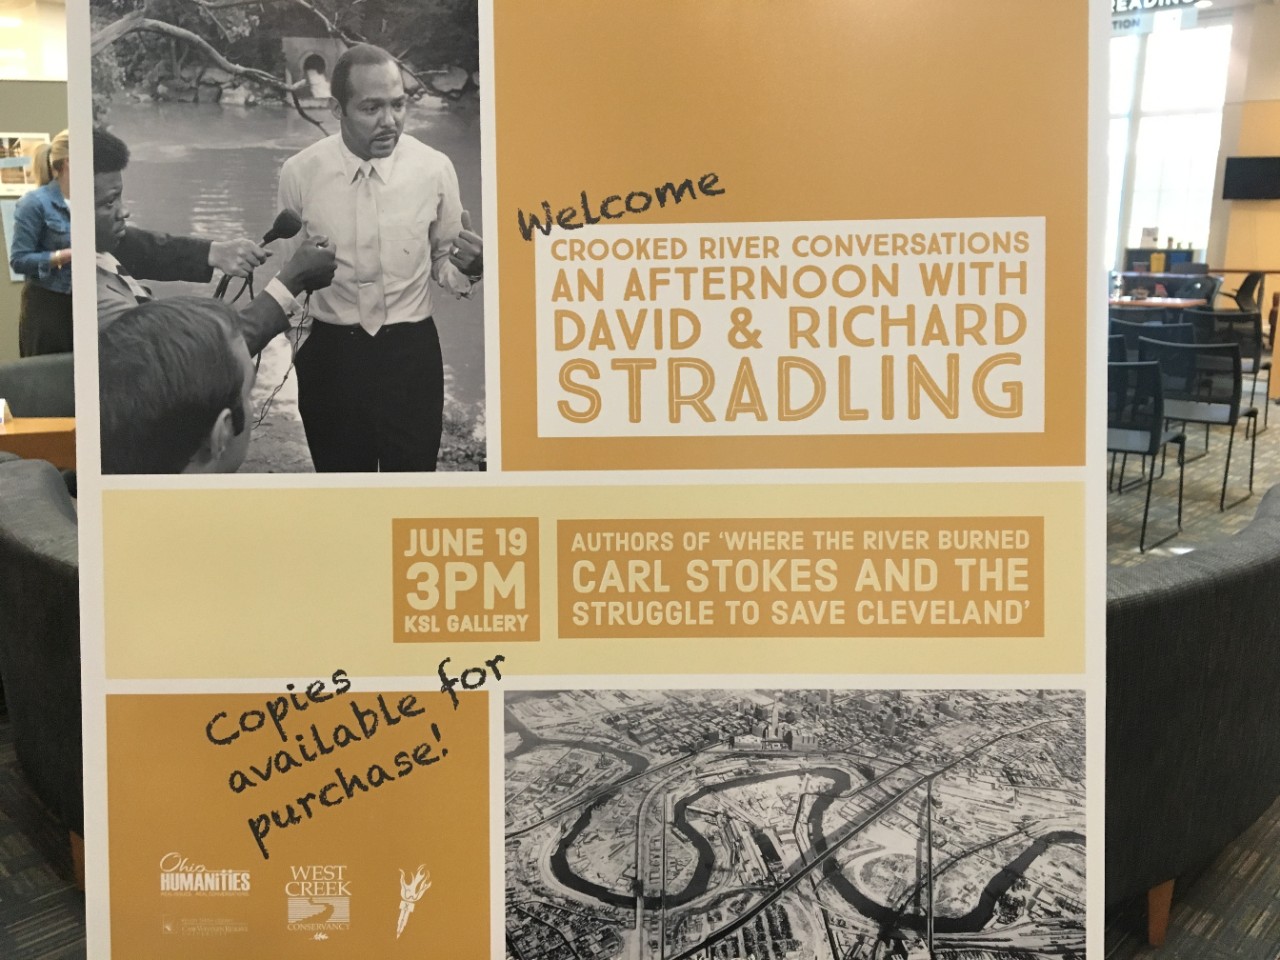 READING
TION
Welcome
CROOKED RIVER CONVERSATIONS
AN AFTERNOON WITH
DAVID & RICHARD
STRADLING
JUNE 19
3PM
KSL GALLERY
AUTHORS OF ‘WHERE THE RIVER BURNED
CARL STOKES AND THE
STRUGGLE TO SAVE CLEVELAND’
Copies
available for
purchase!
Ohio
HUMANITIES
WEST
CREEK
CONSERVANCY